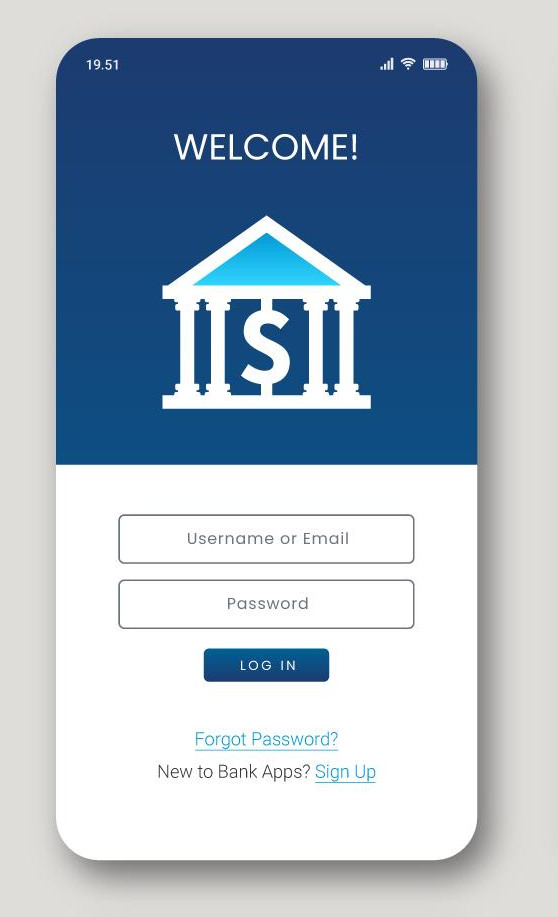 19.51
WELCOME!
$
Username or Email
Password
LOG IN
Forgot Password?
New to Bank Apps? Sign Up